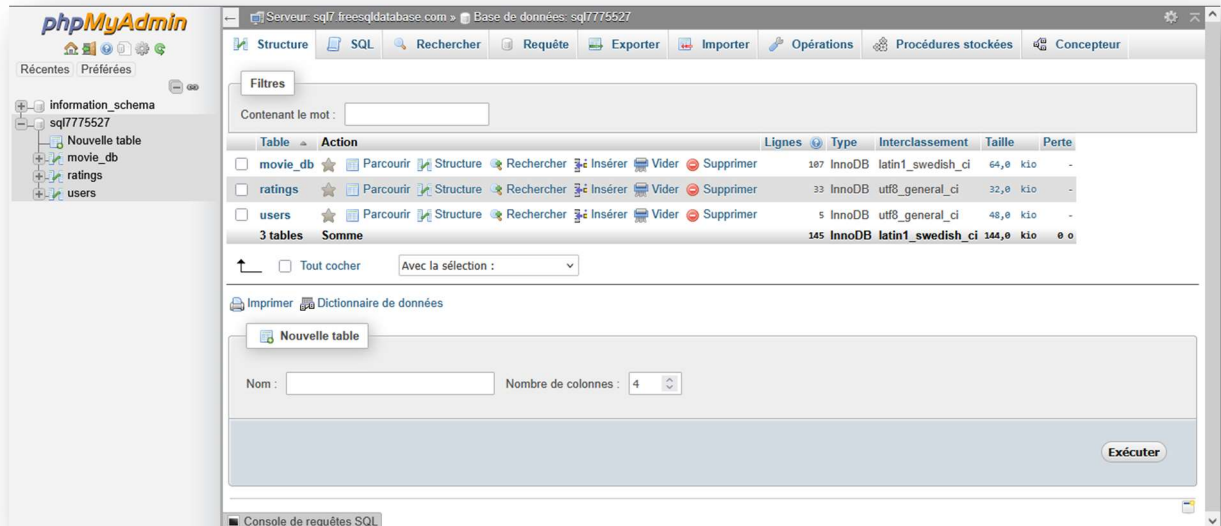 phpMyAdmin
Récentes Préférées
information_schema
sql7775527
Nouvelle table
movie_db
ratings
users
Serveur: sql7.freesqldatabase.com » Base de données: sql7775527
Structure SQL Rechercher Requête Exporter Importer Opérations Procédures stockées Concepteur
Filtres
Contenant le mot :
Table Action Lignes Type Interclassement Taille Perte
movie_db Parcourir Structure Rechercher Insérer Vider Supprimer 107 InnoDB latin1_swedish_ci 64,0 kio -
ratings Parcourir Structure Rechercher Insérer Vider Supprimer 33 InnoDB utf8_general_ci 32,0 kio -
users Parcourir Structure Rechercher Insérer Vider Supprimer 5 InnoDB utf8_general_ci 48,0 kio -
3 tables Somme 145 InnoDB latin1_swedish_ci 144,0 kio 0 o
Tout cocher Avec la sélection :
Imprimer Dictionnaire de données
Nouvelle table
Nom : Nombre de colonnes : 4
Exécuter
Console de requêtes SQL